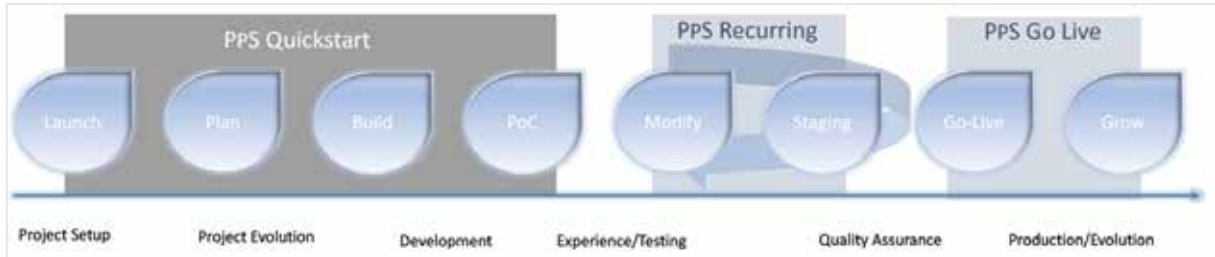 PPS Quickstart
PPS Recurring
PPS Go Live
Launch
Plan
Build
PoC
Modify
Staging
Go-Live
Grow
Project Setup
Project Evolution
Development
Experience/Testing
Quality Assurance
Production/Evolution